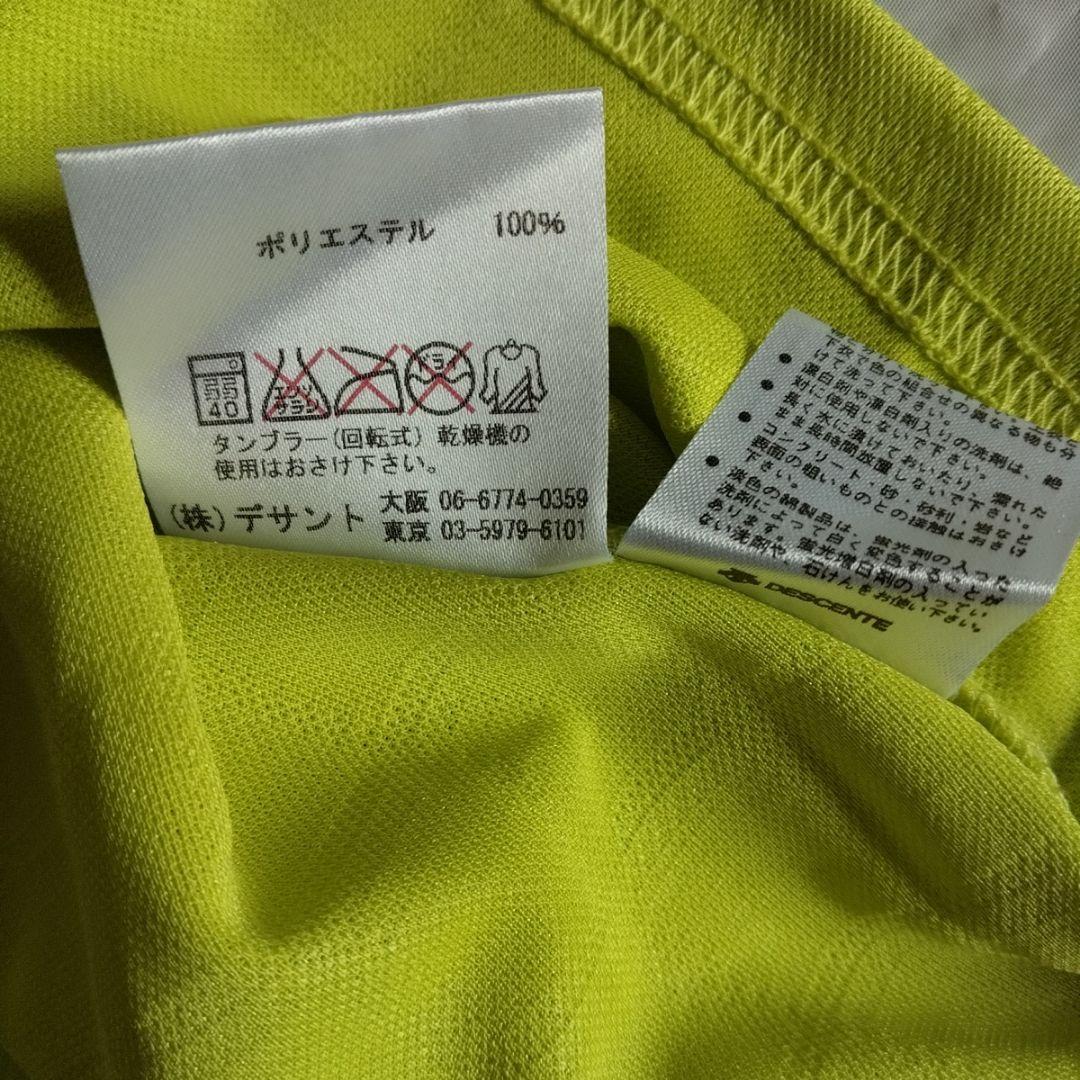 ポリエステル 100%
弱
40
エンソ
サラシ
ドライ
タンブラー(回転式)乾燥機の
使用はおさけ下さい。
(株)デサント 大阪 06-6774-0359
東京 03-5979-6101
下衣で色の組合せの異なる物も分
けて洗って下さい。
● 漂白剤や漂白剤入りの洗剤は、絶
対に使用しないで下さい。
● 長く水に漬けておいたり、濡れた
まま長時間放置しないで下さい。
● コンクリート・砂・砂利・岩など
表面の粗いものとの接触はおさけ
下さい。
● 淡色の綿製品は、蛍光剤の入った
洗剤によって白く変色することが
あります。蛍光増白剤の入ってい
ない洗剤や、石けんをお使い下さい。
DESCENTE